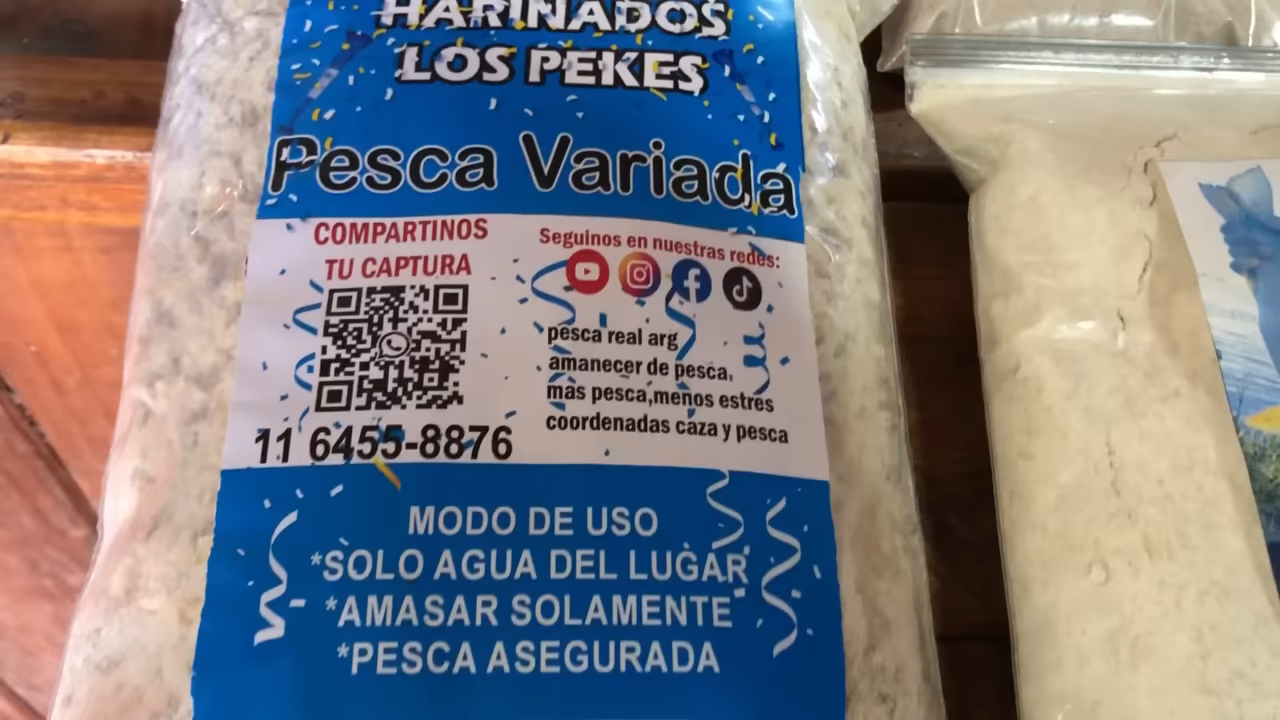 HARINADOS
LOS PEKES
Pesca Variada
COMPARTINOS
TU CAPTURA
11 6455-8876
Seguinos en nuestras redes:
pesca real arg
amanecer de pesca,
mas pesca,menos estres
coordenadas caza y pesca
MODO DE USO
*SOLO AGUA DEL LUGAR
*AMASAR SOLAMENTE
*PESCA ASEGURADA